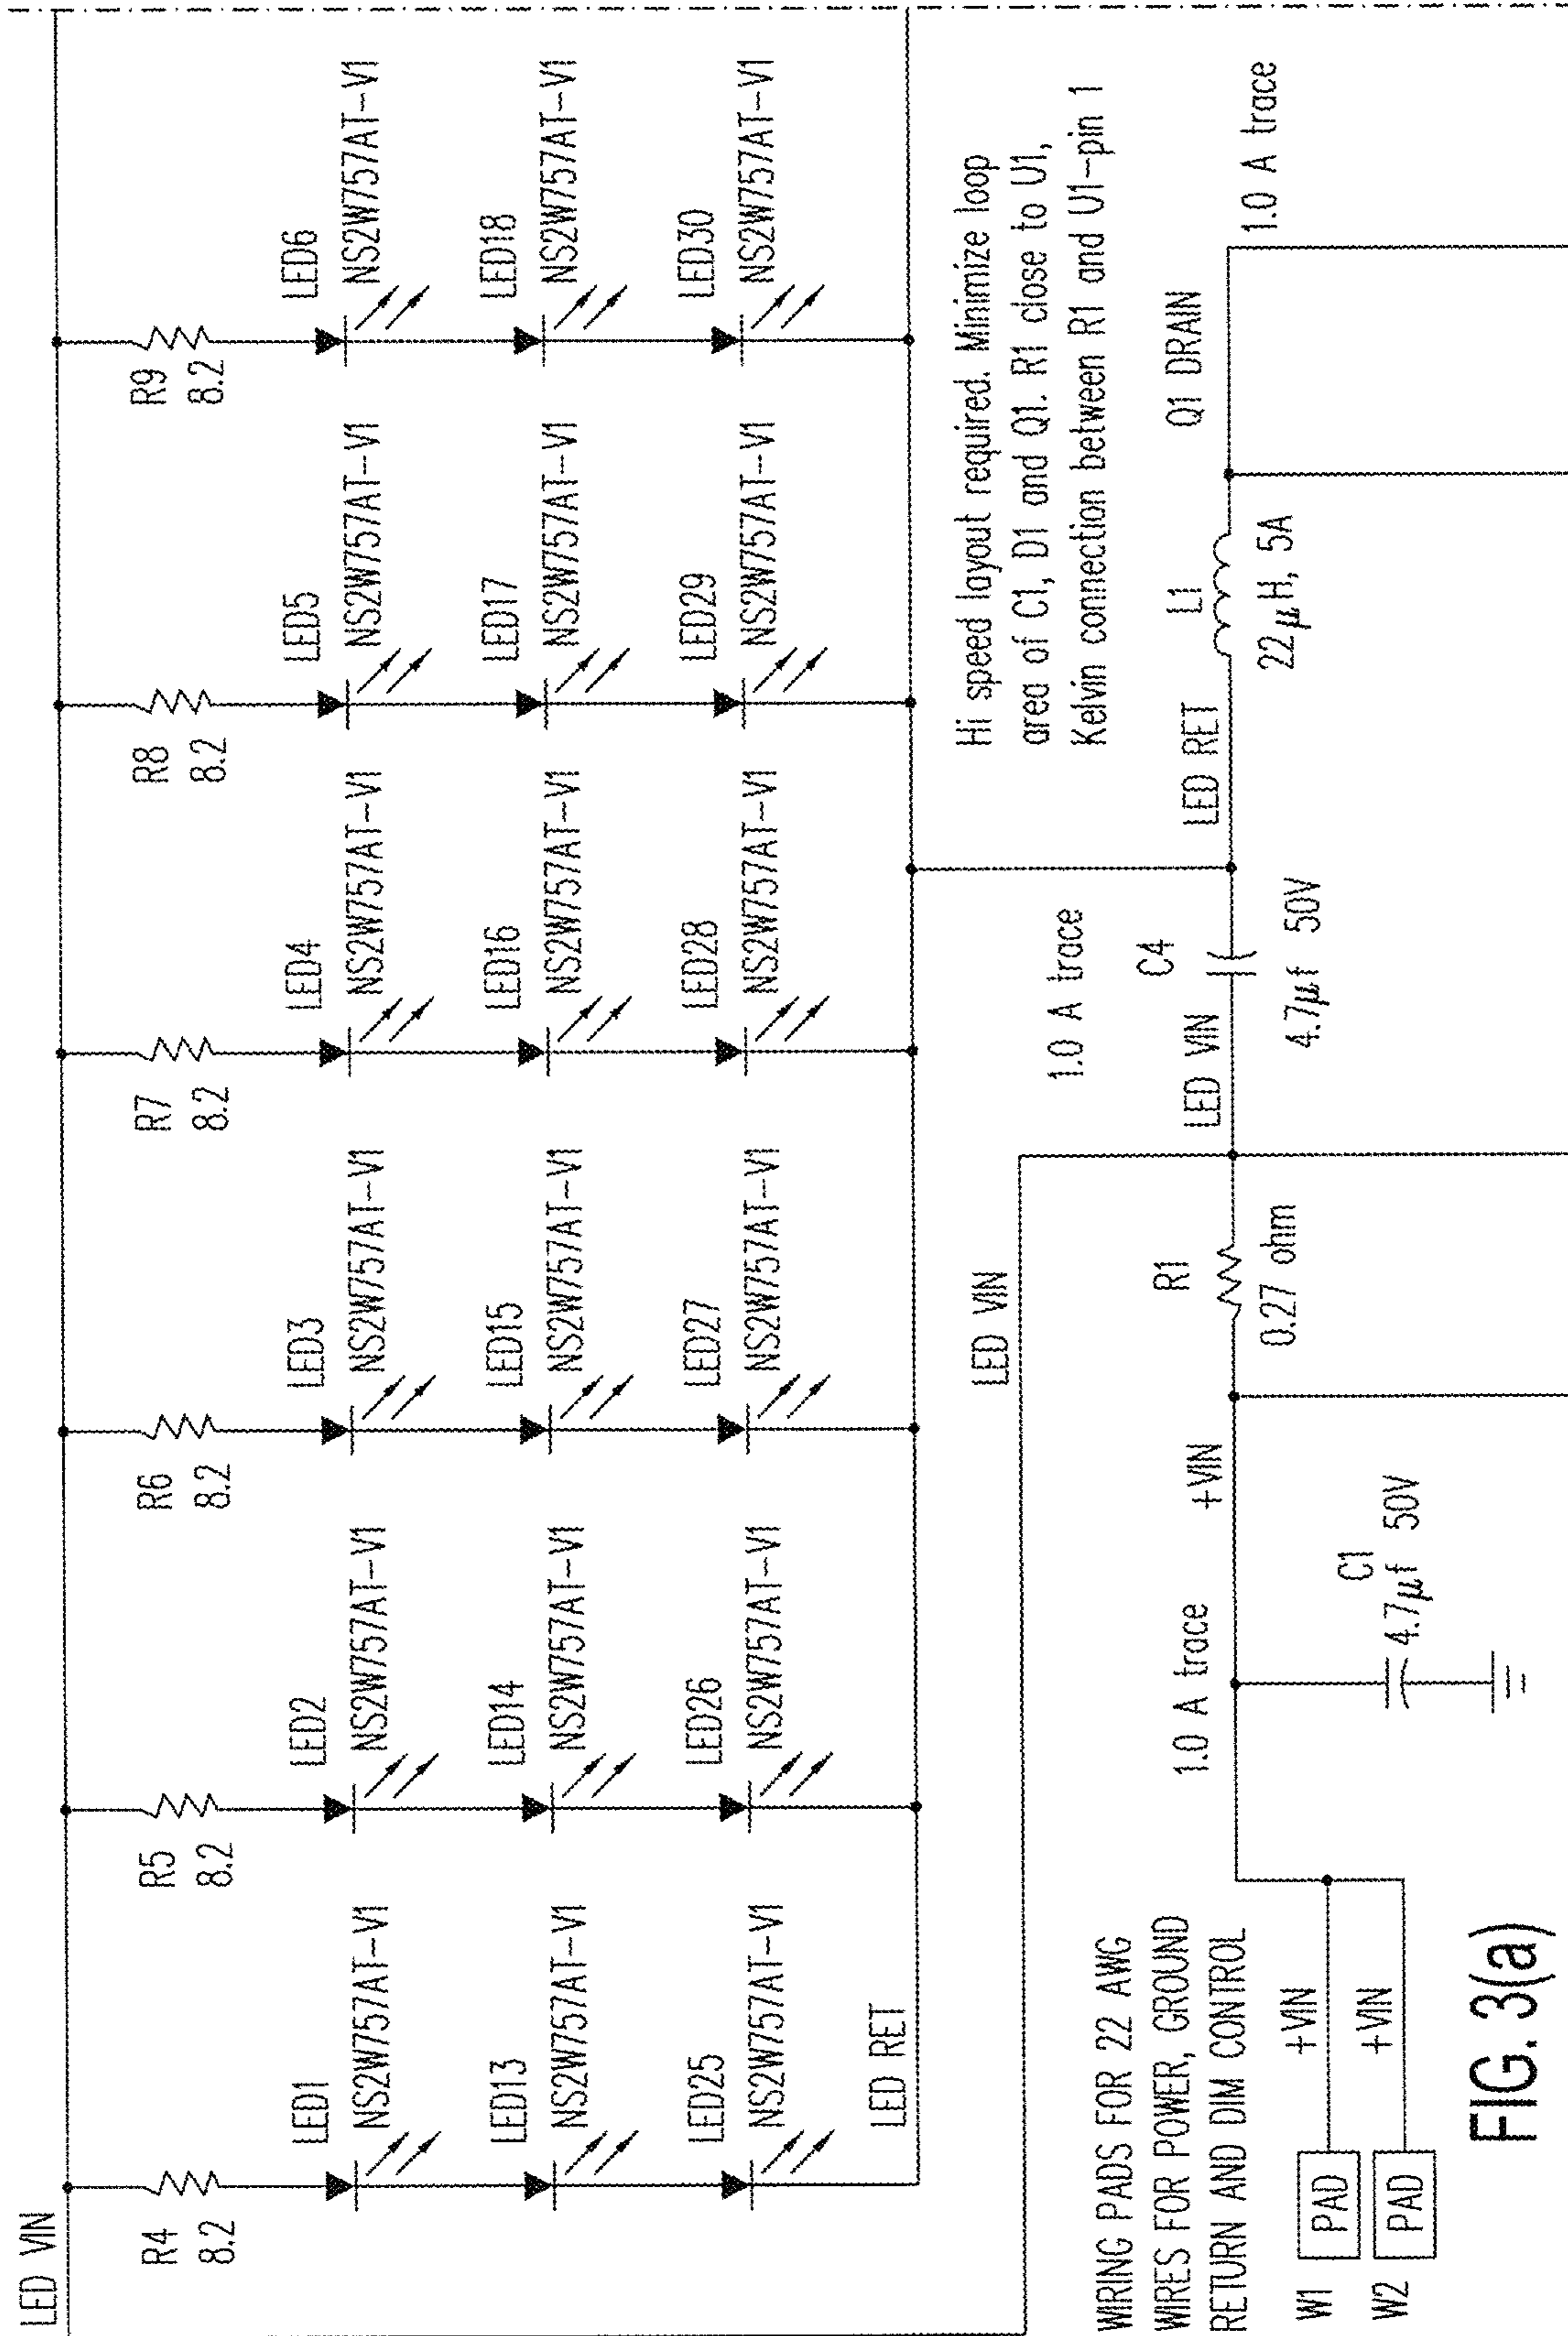 LED VIN
R4
8.2
R5
8.2
R6
8.2
R7
8.2
R8
8.2
R9
8.2
LED1
NS2W757AT-V1
LED2
NS2W757AT-V1
LED3
NS2W757AT-V1
LED4
NS2W757AT-V1
LED5
NS2W757AT-V1
LED6
NS2W757AT-V1
LED13
NS2W757AT-V1
LED14
NS2W757AT-V1
LED15
NS2W757AT-V1
LED16
NS2W757AT-V1
LED17
NS2W757AT-V1
LED18
NS2W757AT-V1
LED25
NS2W757AT-V1
LED26
NS2W757AT-V1
LED27
NS2W757AT-V1
LED28
NS2W757AT-V1
LED29
NS2W757AT-V1
LED30
NS2W757AT-V1
LED RET
LED VIN
Hi speed layout required. Minimize loop
area of C1, D1 and Q1. R1 close to U1,
Kelvin connection between R1 and U1-pin 1
WIRING PADS FOR 22 AWG
WIRES FOR POWER, GROUND
RETURN AND DIM CONTROL
1.0 A trace
+VIN
R1
0.27 ohm
1.0 A trace
LED VIN
C4
4.7µf 50V
LED RET
L1
22µH, 5A
Q1 DRAIN
1.0 A trace
C1
4.7µf 50V
W1
PAD
+VIN
W2
PAD
+VIN
FIG. 3(a)